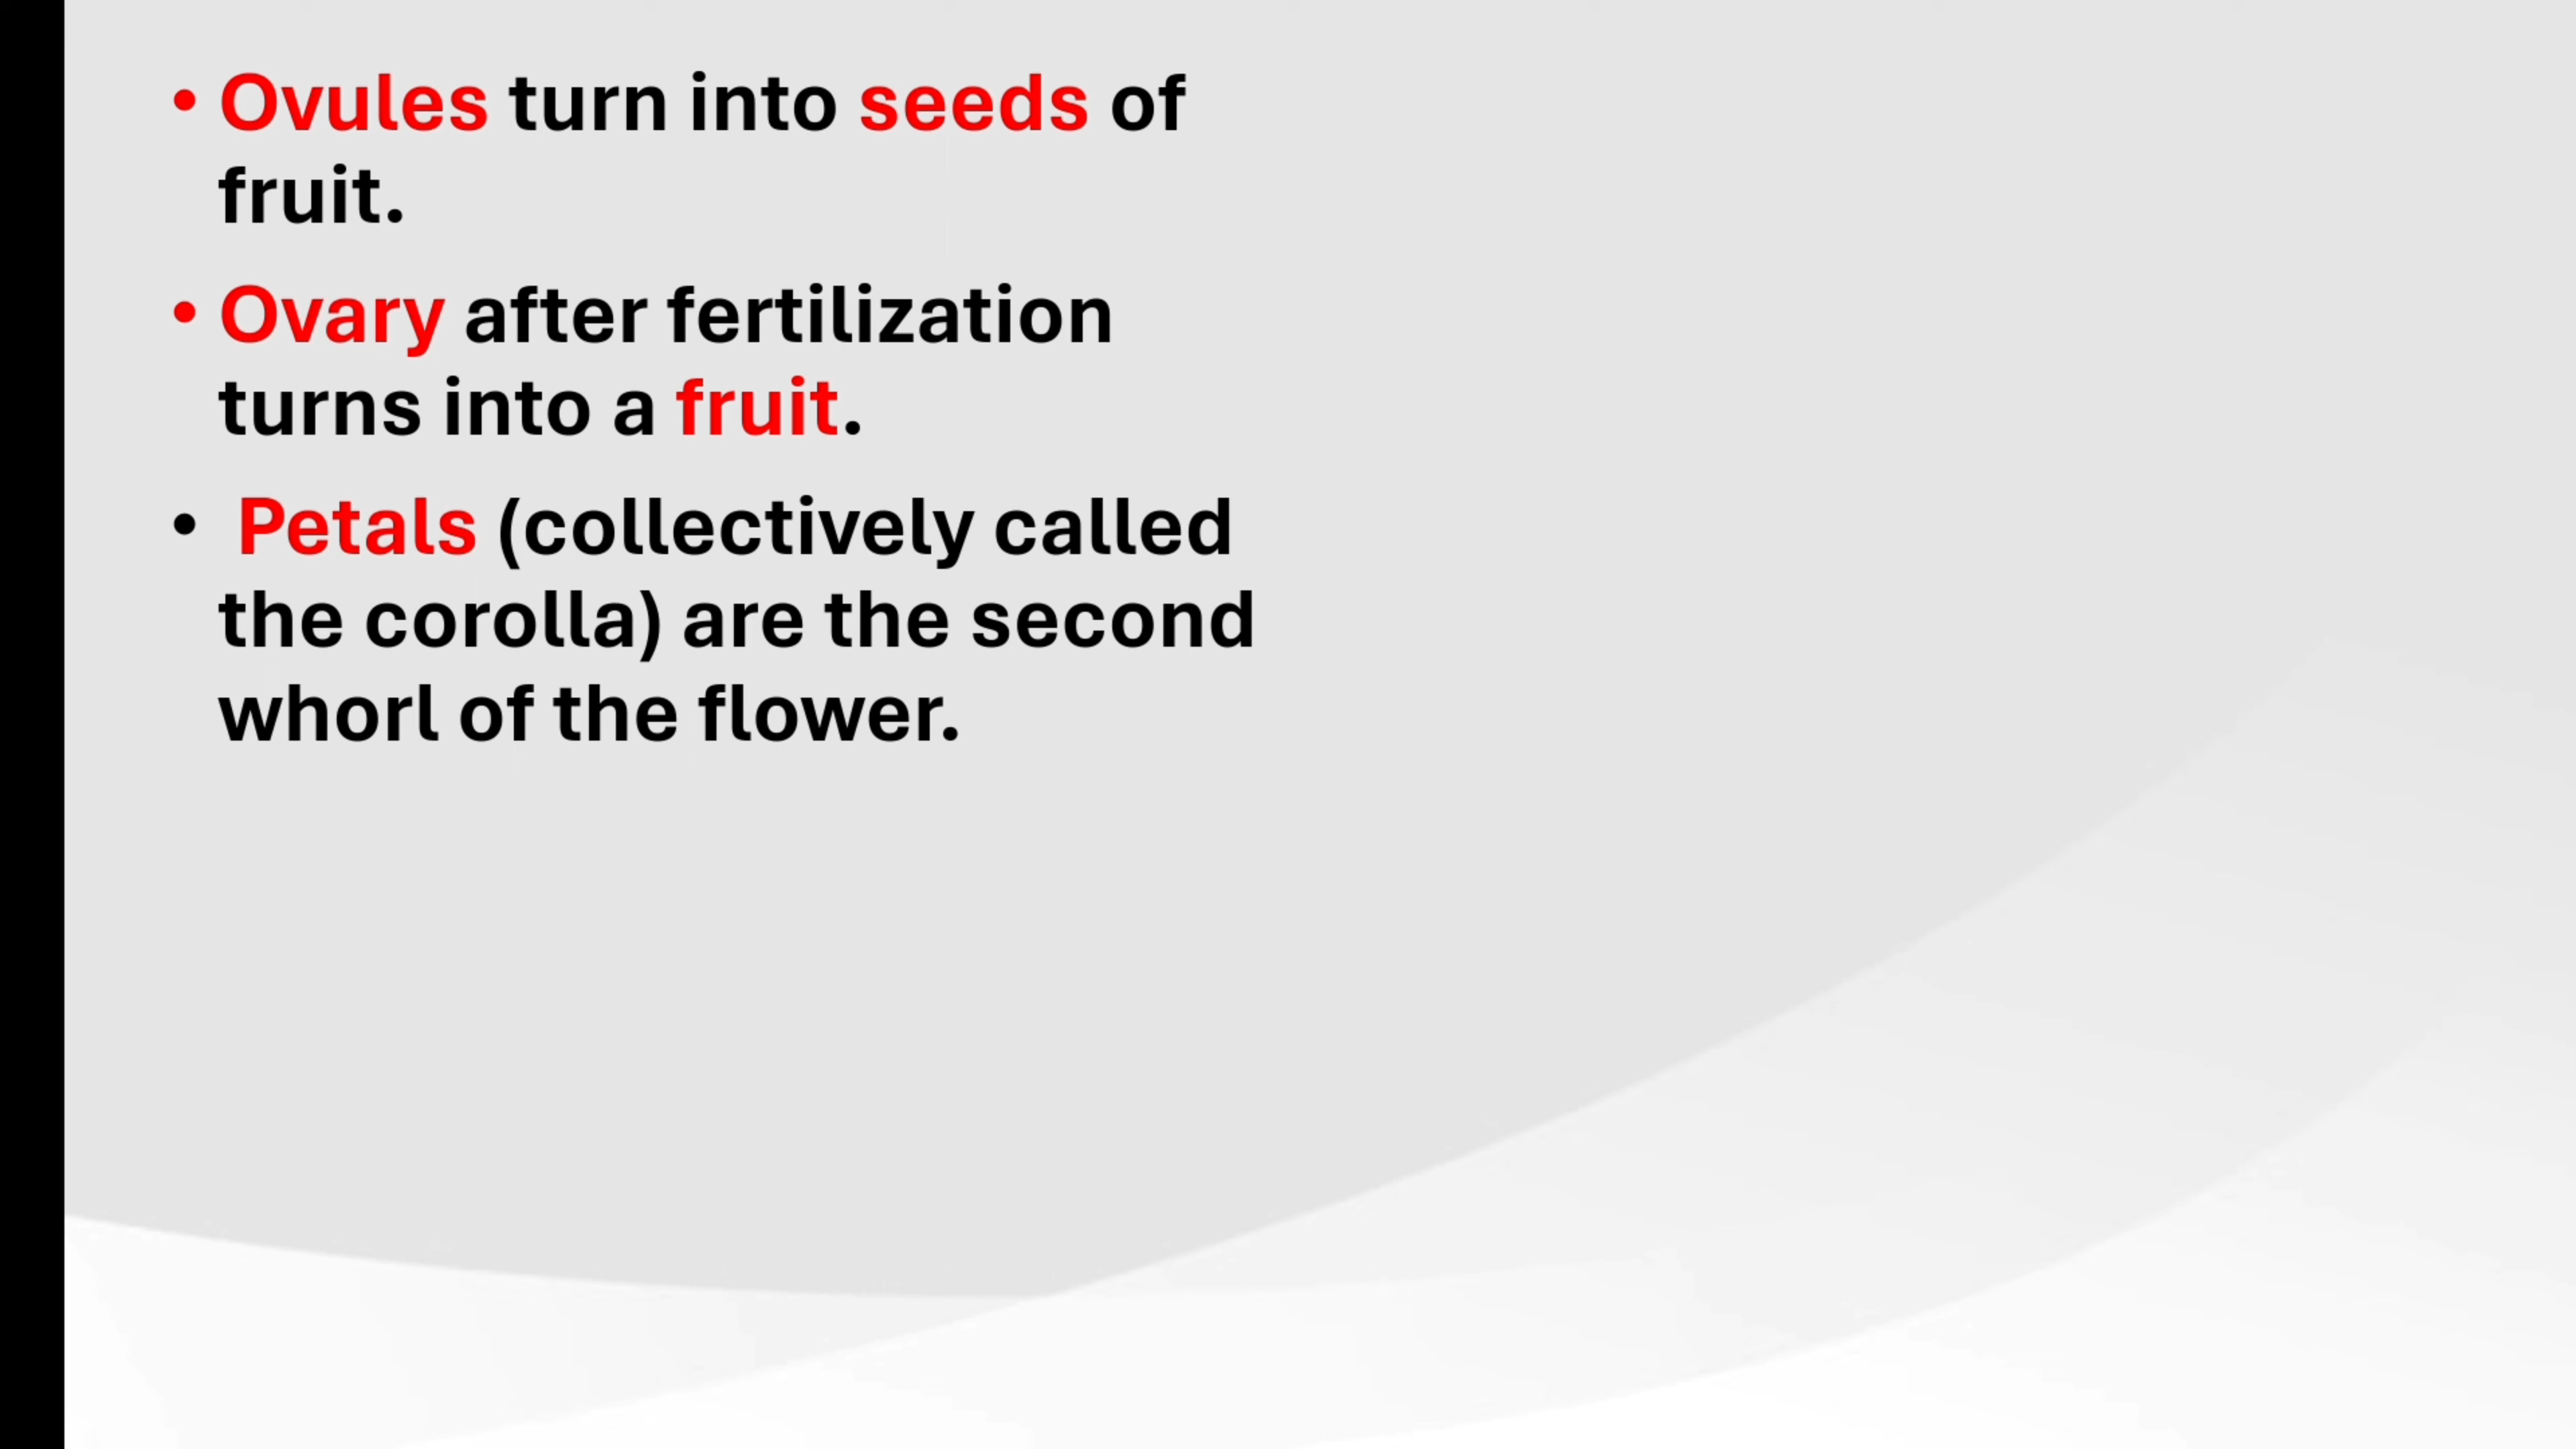 • Ovules turn into seeds of
fruit.
• Ovary after fertilization
turns into a fruit.
• Petals (collectively called
the corolla) are the second
whorl of the flower.